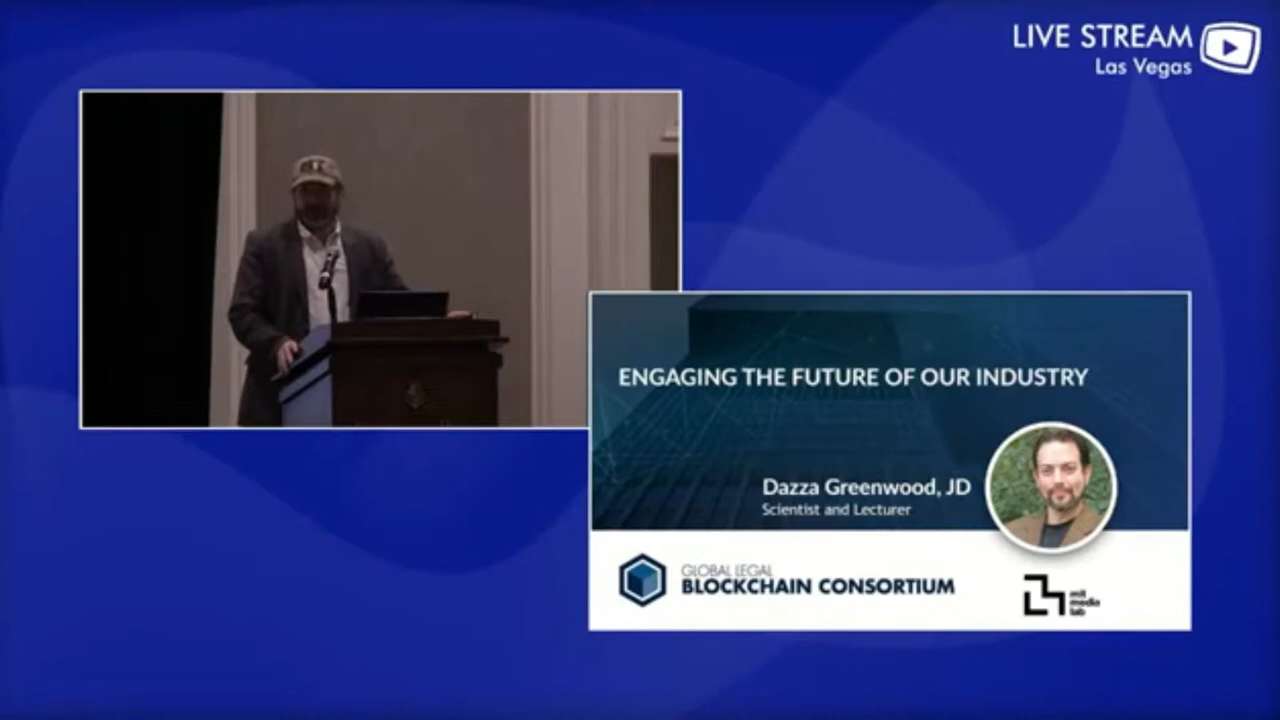 LIVE STREAM
Las Vegas
ENGAGING THE FUTURE OF OUR INDUSTRY
Dazza Greenwood, JD
Scientist and Lecturer
GLOBAL LEGAL
BLOCKCHAIN CONSORTIUM
mit
media
lab